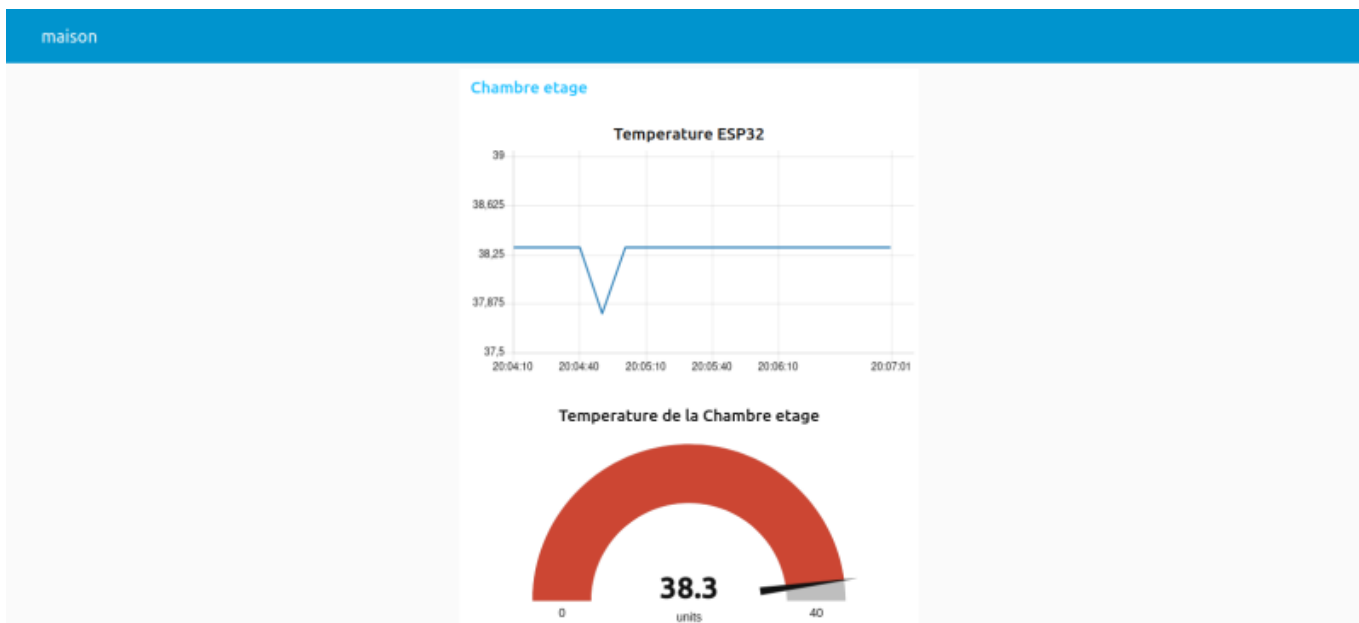 maison
Chambre etage
Temperature ESP32
39
38,625
38,25
37,875
37,5
20:04:10 20:04:40 20:05:10 20:05:40 20:06:10 20:07:01
Temperature de la Chambre etage
38.3
0 units 40